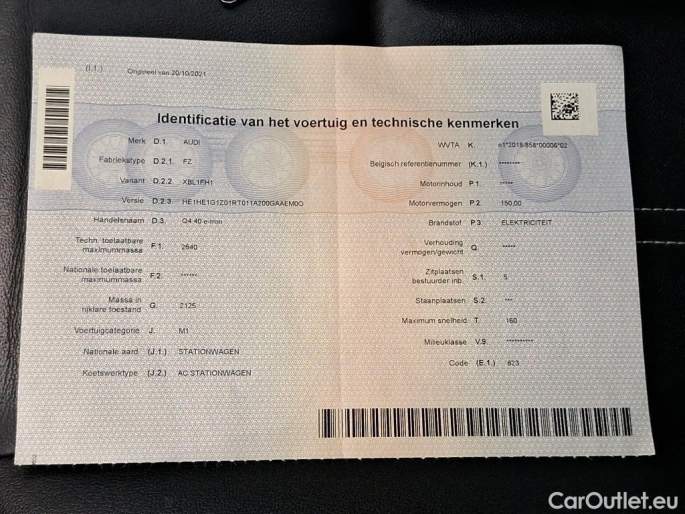 (I.1.) Origineel van 20/10/2021
Identificatie van het voertuig en technische kenmerken
Merk D.1. AUDI
Fabriekstype D.2.1. FZ
Variant D.2.2. XBL1FH1
Versie D.2.3. HE1HE1G1Z01RT011A200GAAEM0O
Handelsnaam D.3. Q4 40 e-tron
Techn. toelaatbare
maximummassa F.1. 2640
Nationale toelaatbare
maximummassa F.2. ******
Massa in
rijklare toestand G. 2125
Voertuigcategorie J. M1
Nationale aard (J.1.) STATIONWAGEN
Koetswerktype (J.2.) AC STATIONWAGEN
WVTA K. e1*2018/858*00006*02
Belgisch referentienummer (K.1.) ********
Motorinhoud P.1. *****
Motorvermogen P.2. 150,00
Brandstof P.3. ELEKTRICITEIT
Verhouding
vermogen/gewicht Q. *****
Zitplaatsen
bestuurder inb. S.1. 5
Staanplaatsen S.2. ***
Maximum snelheid T. 160
Milieuklasse V.9. **********
Code (E.1.) 623
CarOutlet.eu